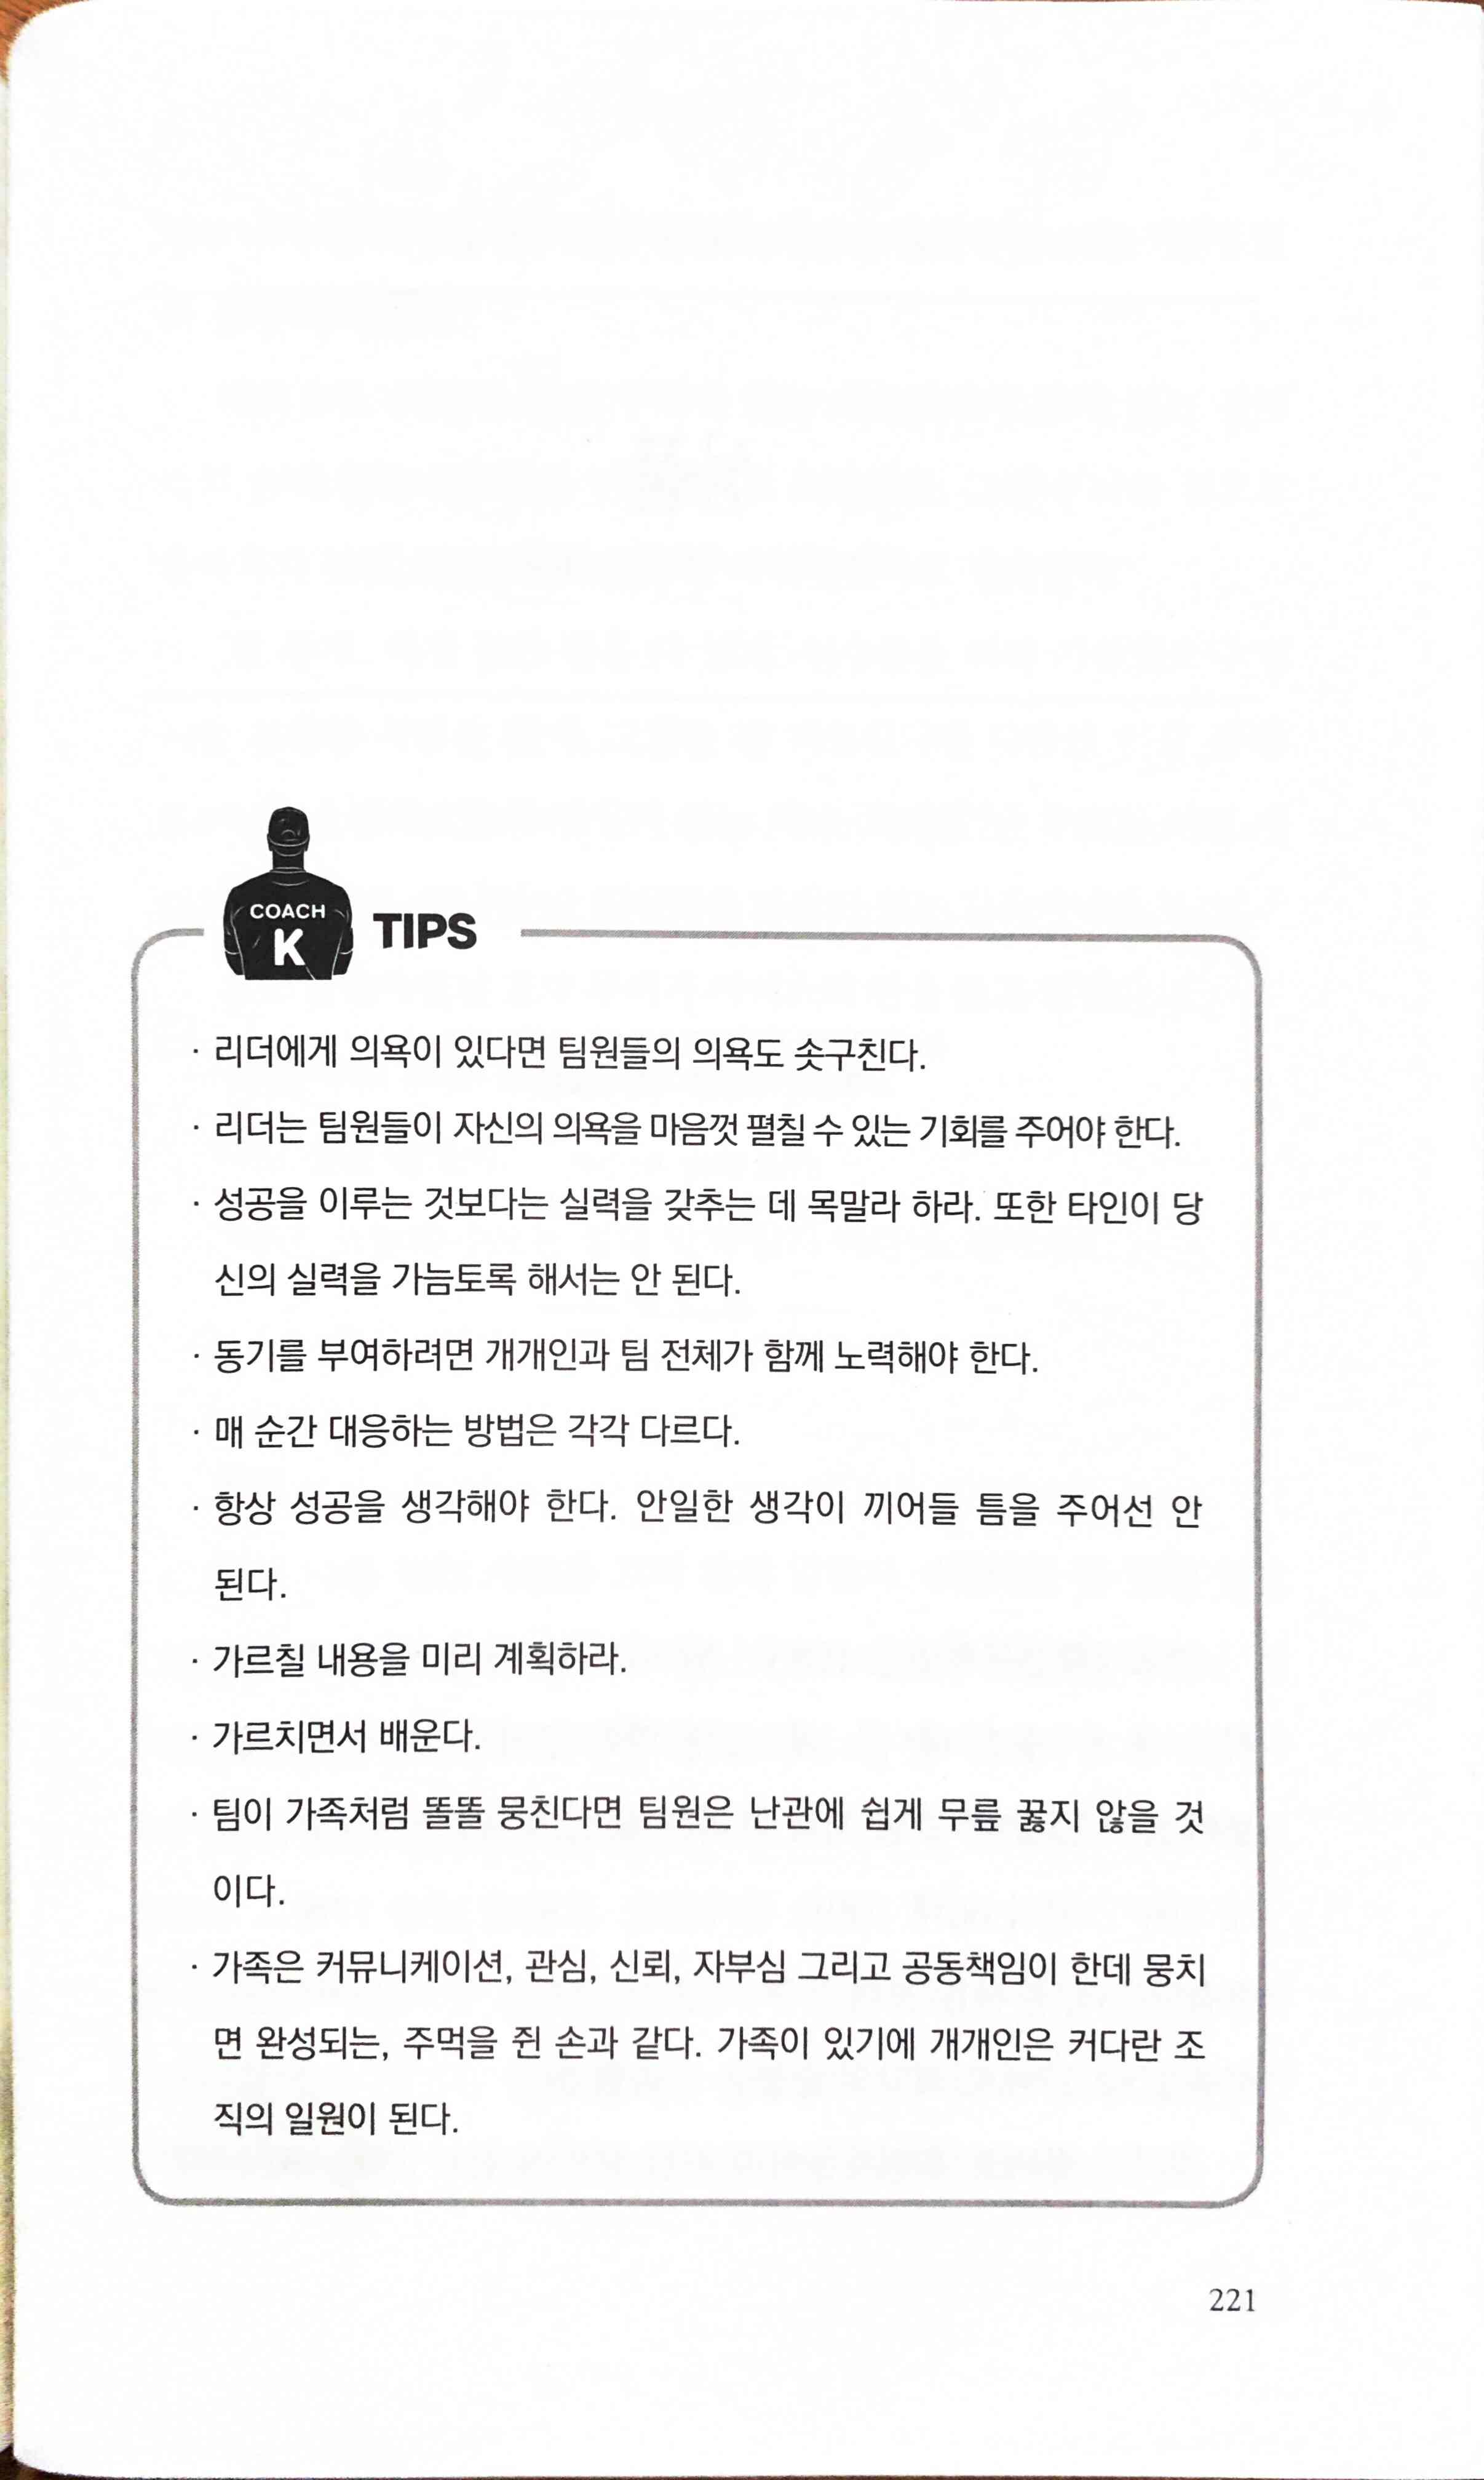 COACH
K
TIPS
· 리더에게 의욕이 있다면 팀원들의 의욕도 솟구친다.
· 리더는 팀원들이 자신의 의욕을 마음껏 펼칠 수 있는 기회를 주어야 한다.
· 성공을 이루는 것보다는 실력을 갖추는 데 목말라 하라. 또한 타인이 당
신의 실력을 가늠토록 해서는 안 된다.
· 동기를 부여하려면 개개인과 팀 전체가 함께 노력해야 한다.
· 매 순간 대응하는 방법은 각각 다르다.
· 항상 성공을 생각해야 한다. 안일한 생각이 끼어들 틈을 주어선 안
된다.
· 가르칠 내용을 미리 계획하라.
· 가르치면서 배운다.
· 팀이 가족처럼 똘똘 뭉친다면 팀원은 난관에 쉽게 무릎 꿇지 않을 것
이다.
· 가족은 커뮤니케이션, 관심, 신뢰, 자부심 그리고 공동책임이 한데 뭉치
면 완성되는, 주먹을 쥔 손과 같다. 가족이 있기에 개개인은 커다란 조
직의 일원이 된다.
221